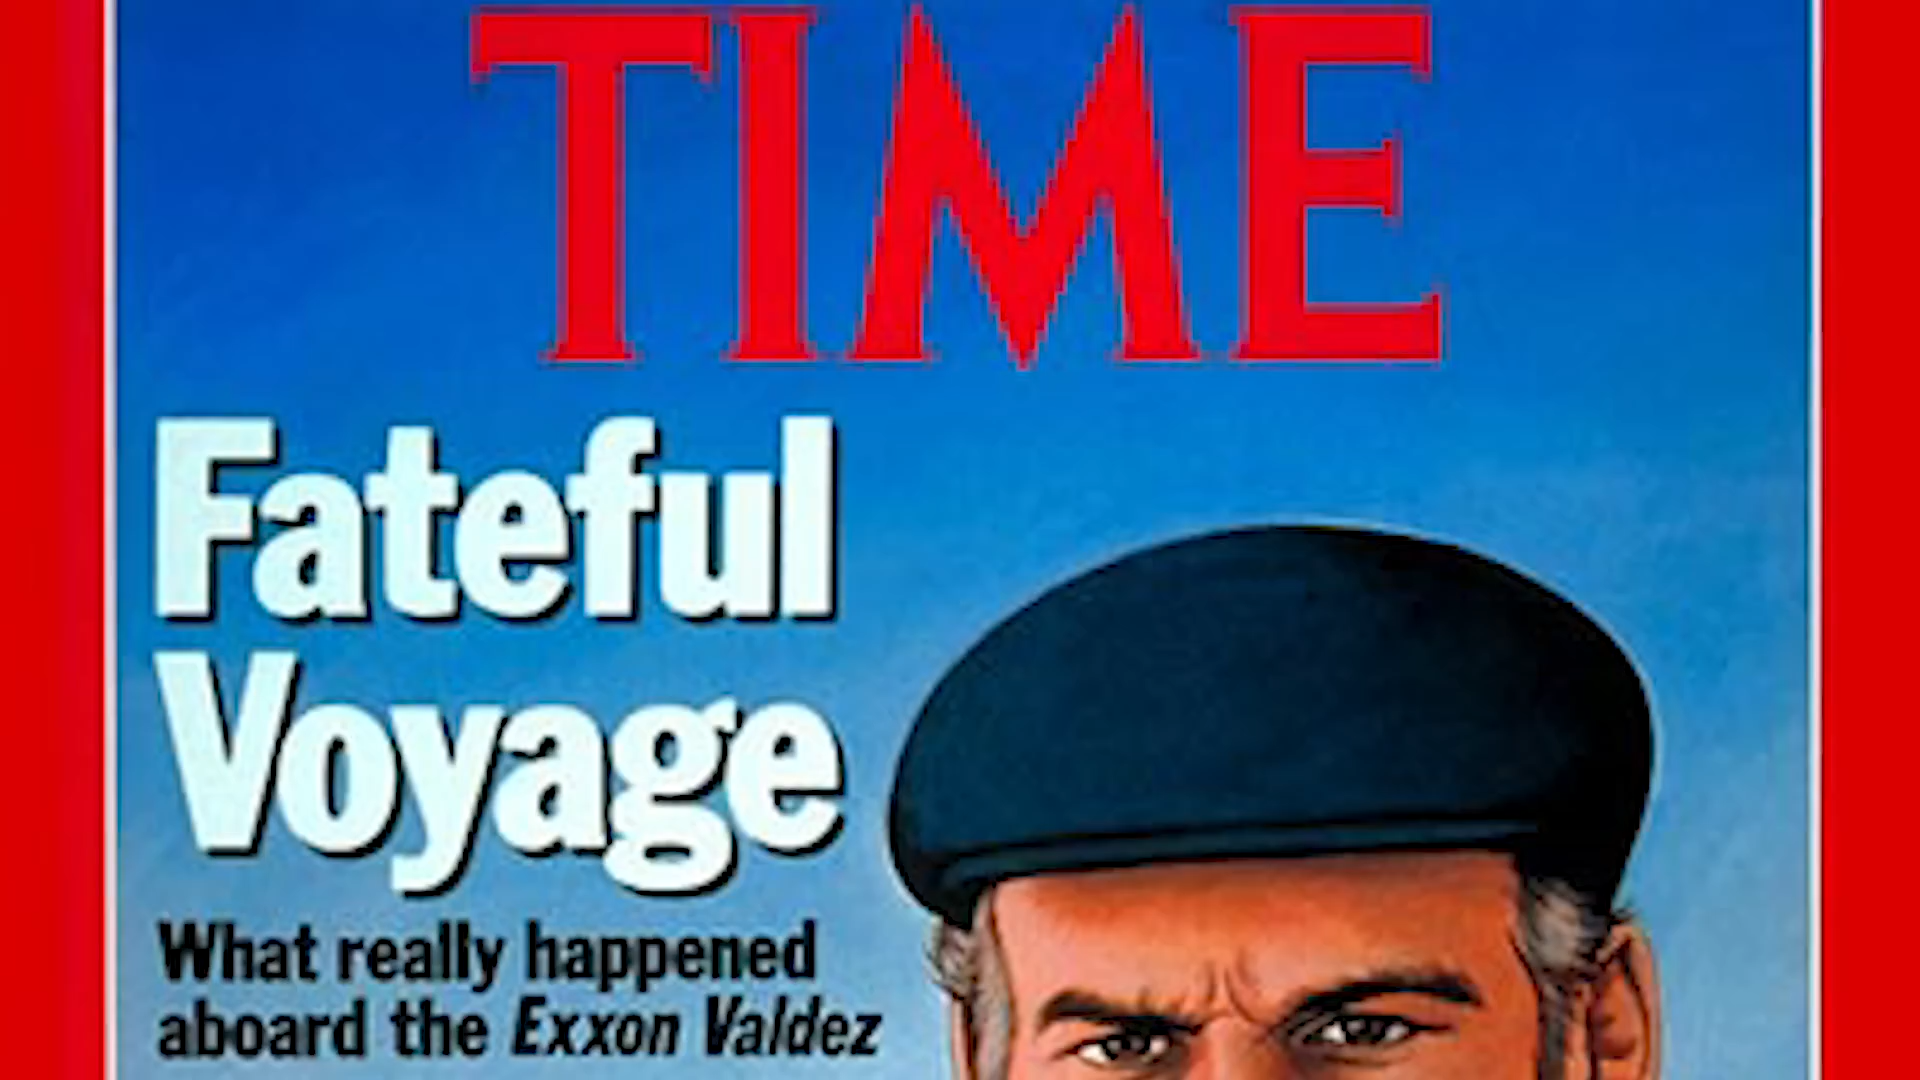 TIME
Fateful
Voyage
What really happened
aboard the Exxon Valdez